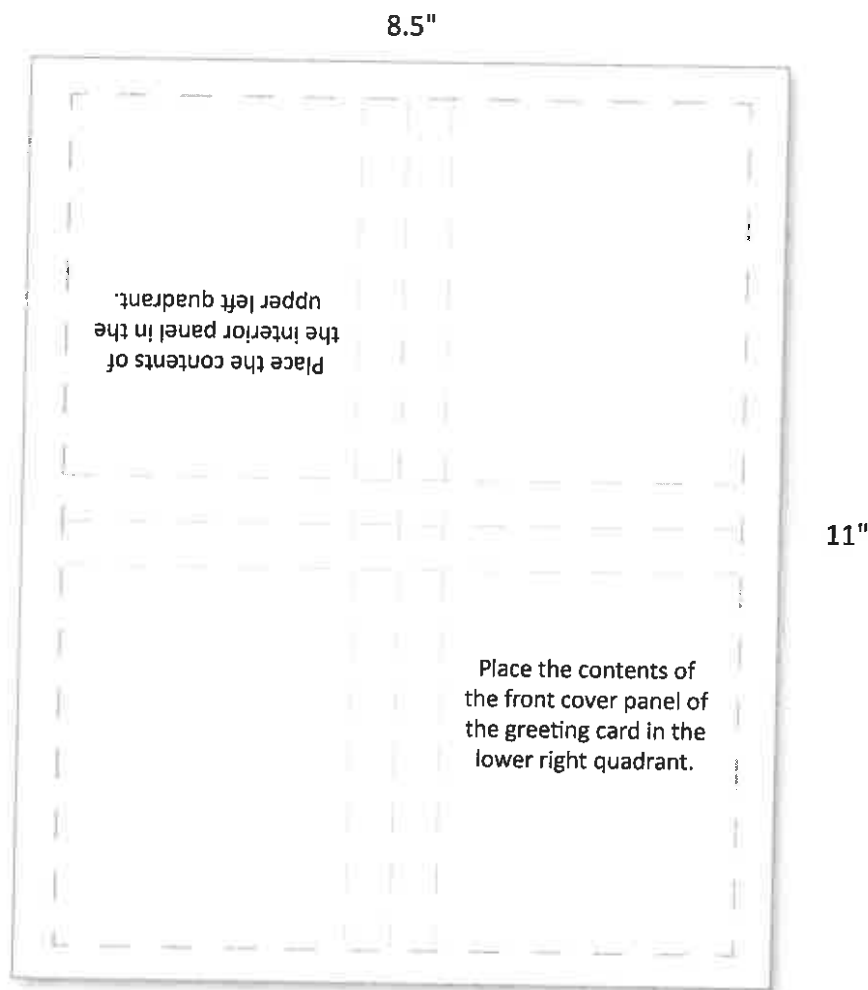 8.5"
Place the contents of
the interior panel in the
upper left quadrant.
11"
Place the contents of
the front cover panel of
the greeting card in the
lower right quadrant.